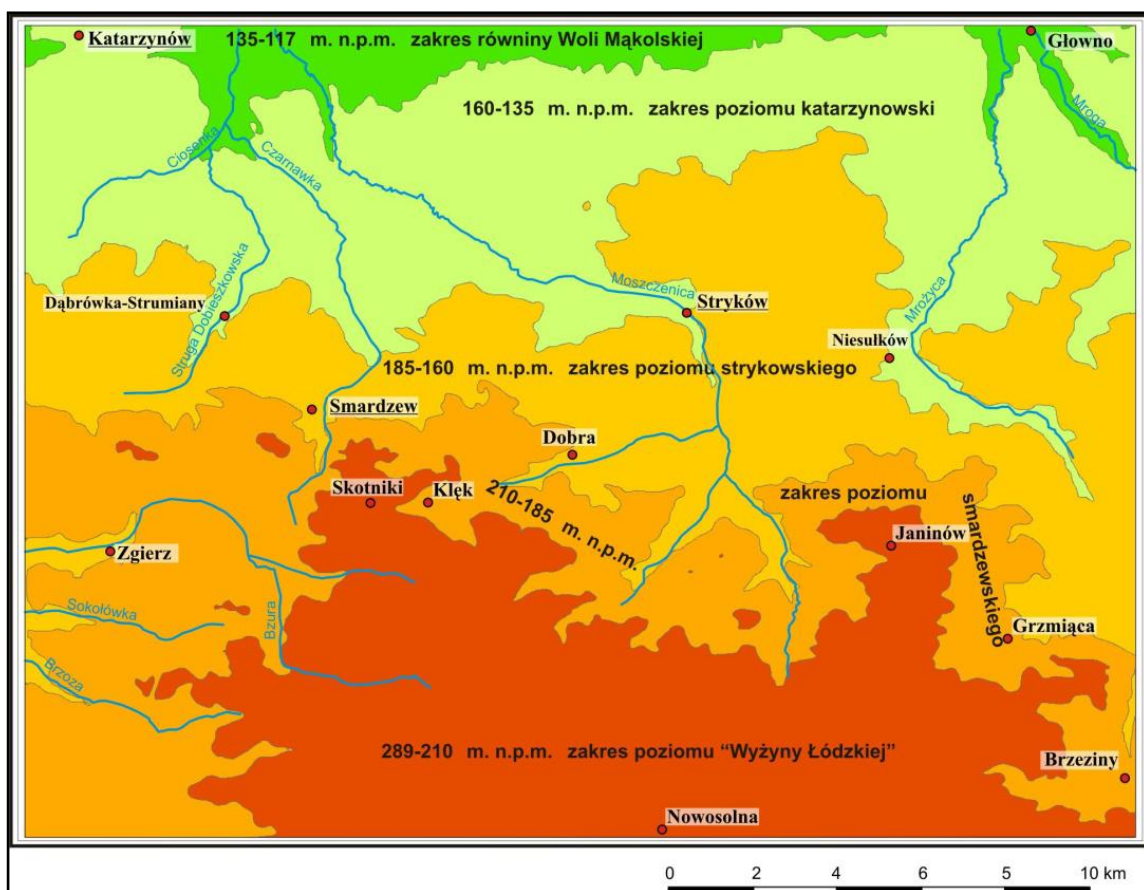 Katarzynów
135-117 m. n.p.m. zakres równiny Woli Mąkolskiej
Głowno
160-135 m. n.p.m. zakres poziomu katarzynowski
Mroga
Ciosenka
Czarnawka
Struga Dobieszkowska
Dąbrówka-Strumiany
Moszczenica
Stryków
Mrożyca
Niesułków
185-160 m. n.p.m. zakres poziomu strykowskiego
Smardzew
Dobra
Skotniki
Klęk
210-185 m. n.p.m.
zakres poziomu
smardzewskiego
Janinów
Zgierz
Sokołówka
Bzura
Grzmiąca
Brzoza
289-210 m. n.p.m. zakres poziomu “Wyżyny Łódzkiej”
Brzeziny
Nowosolna
0 2 4 6 5 10 km